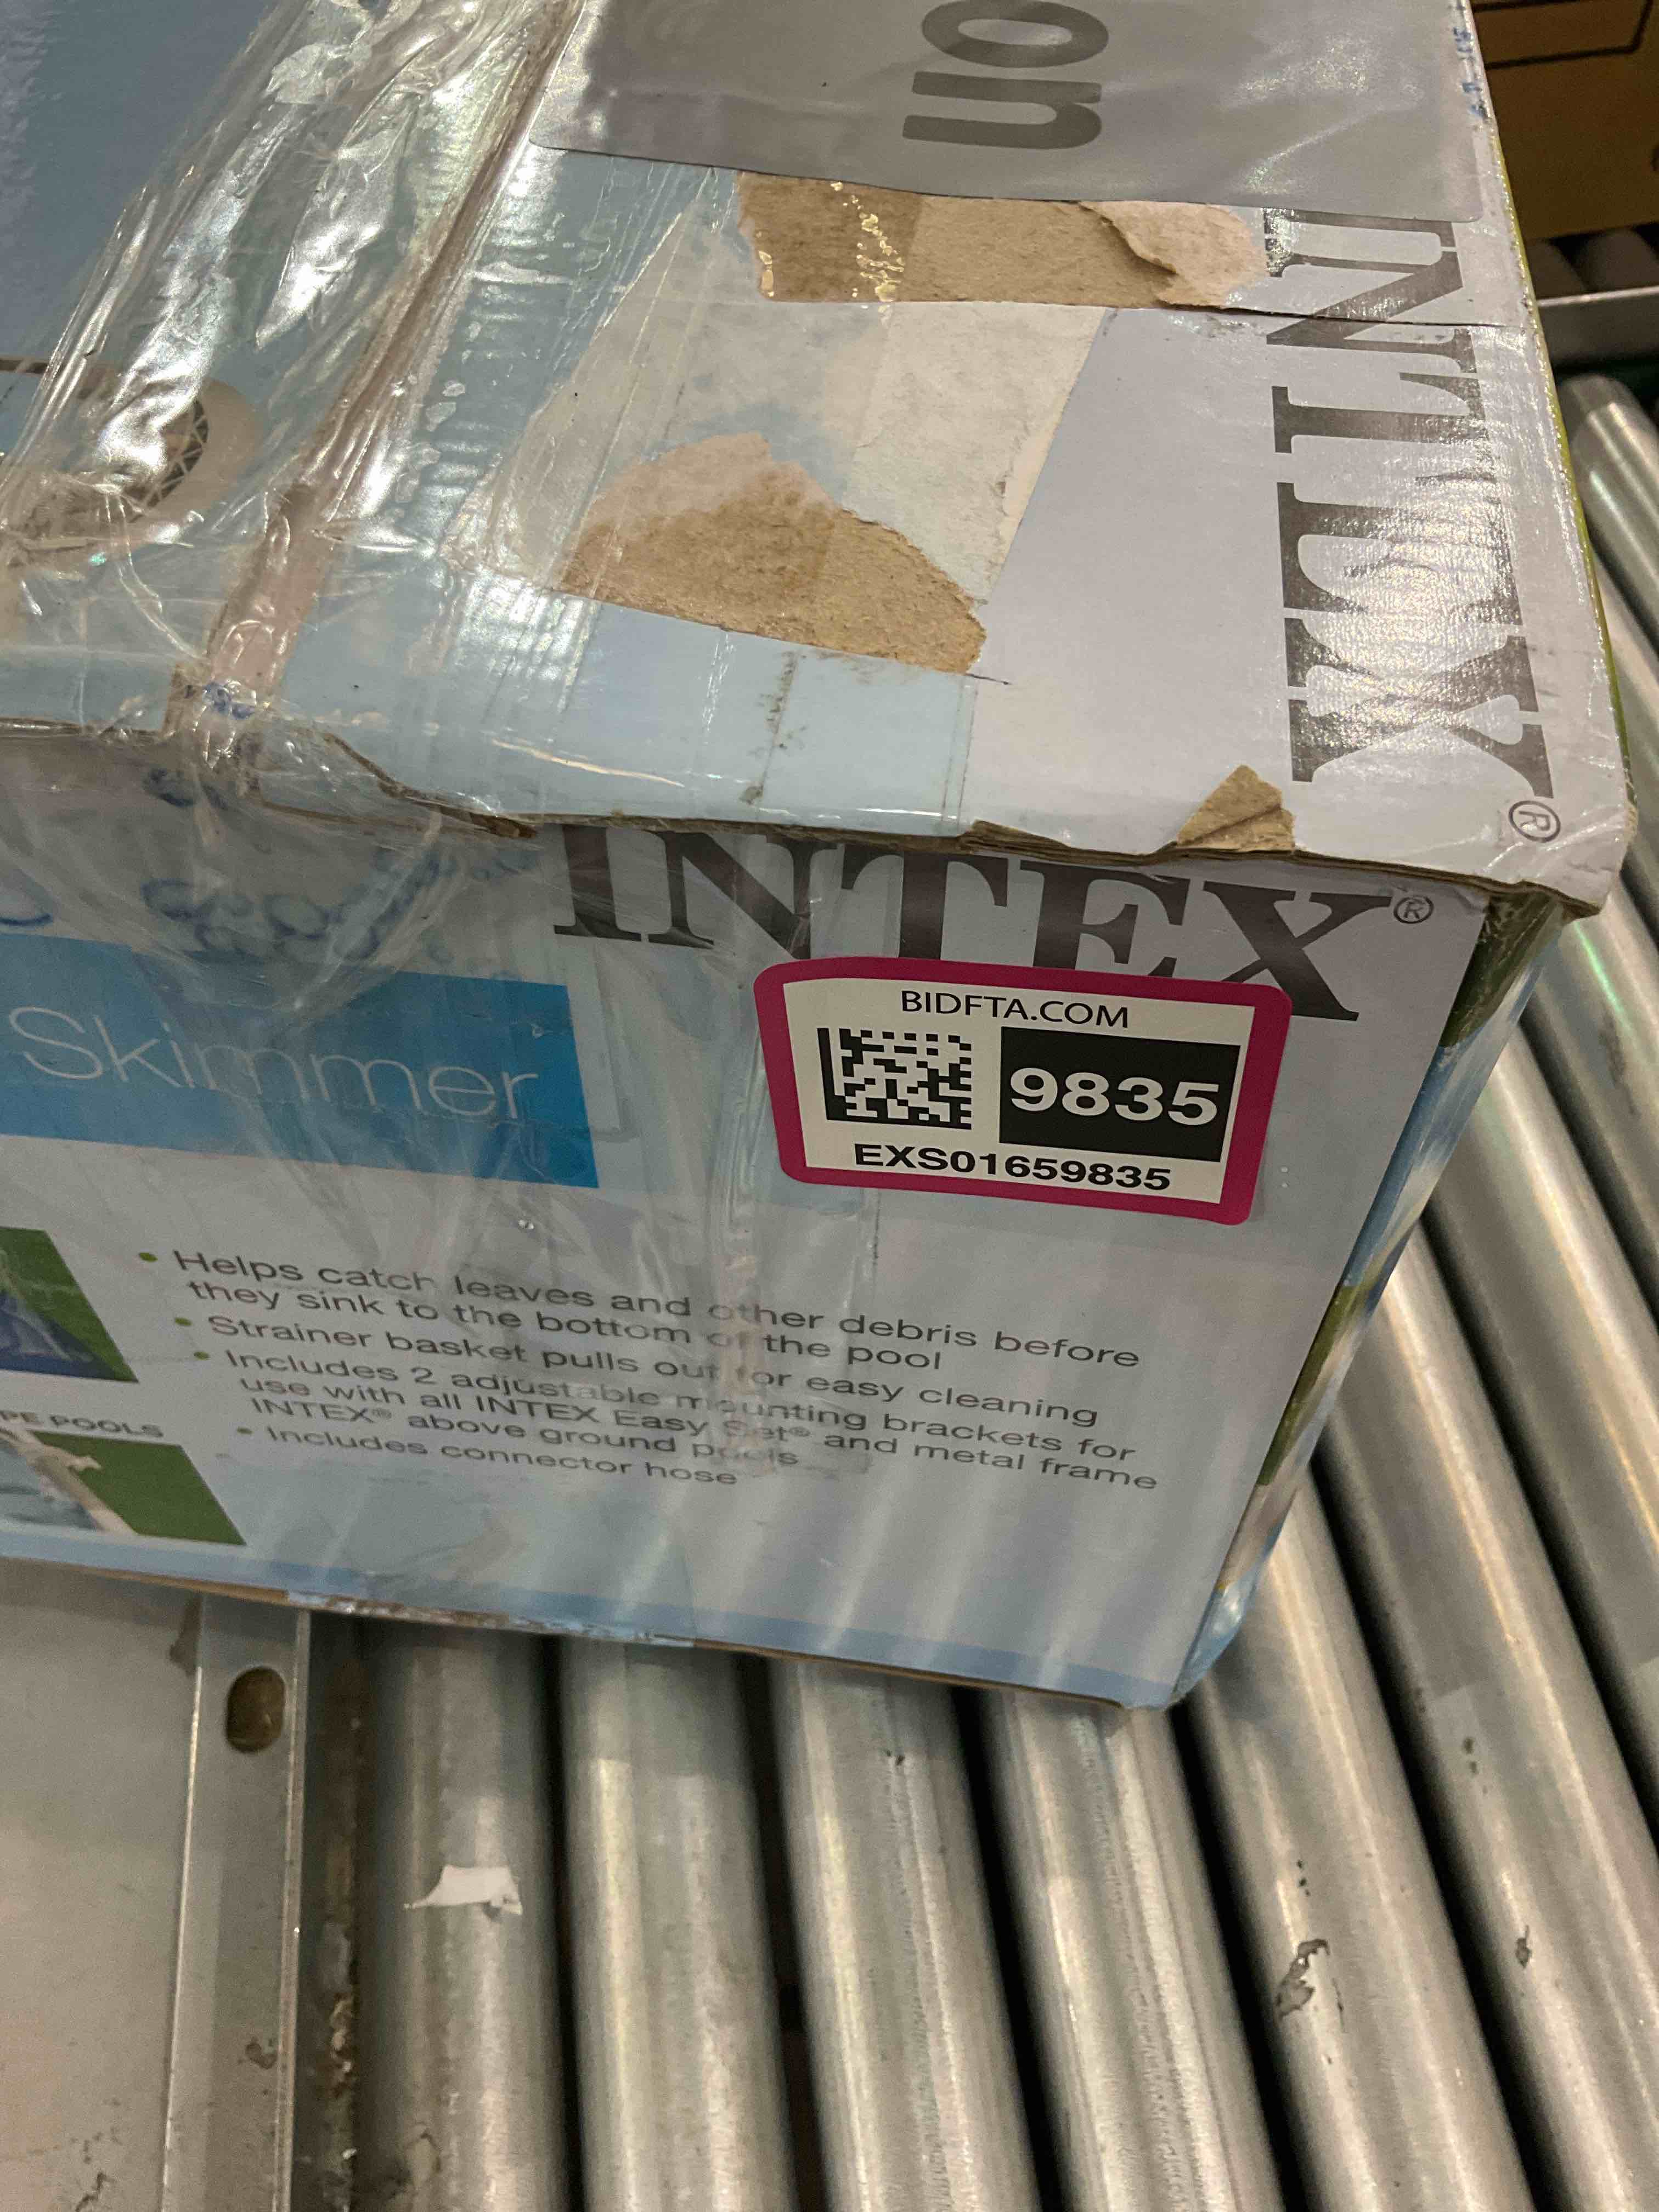 on
INTEX®
INTEX®
Skimmer
BIDFTA.COM
9835
EXS01659835
• Helps catch leaves and other debris before
they sink to the bottom of the pool
• Strainer basket pulls out for easy cleaning
• Includes 2 adjustable mounting brackets for
use with all INTEX Easy Set® and metal frame
INTEX® above ground pools
• Includes connector hose
POOLS